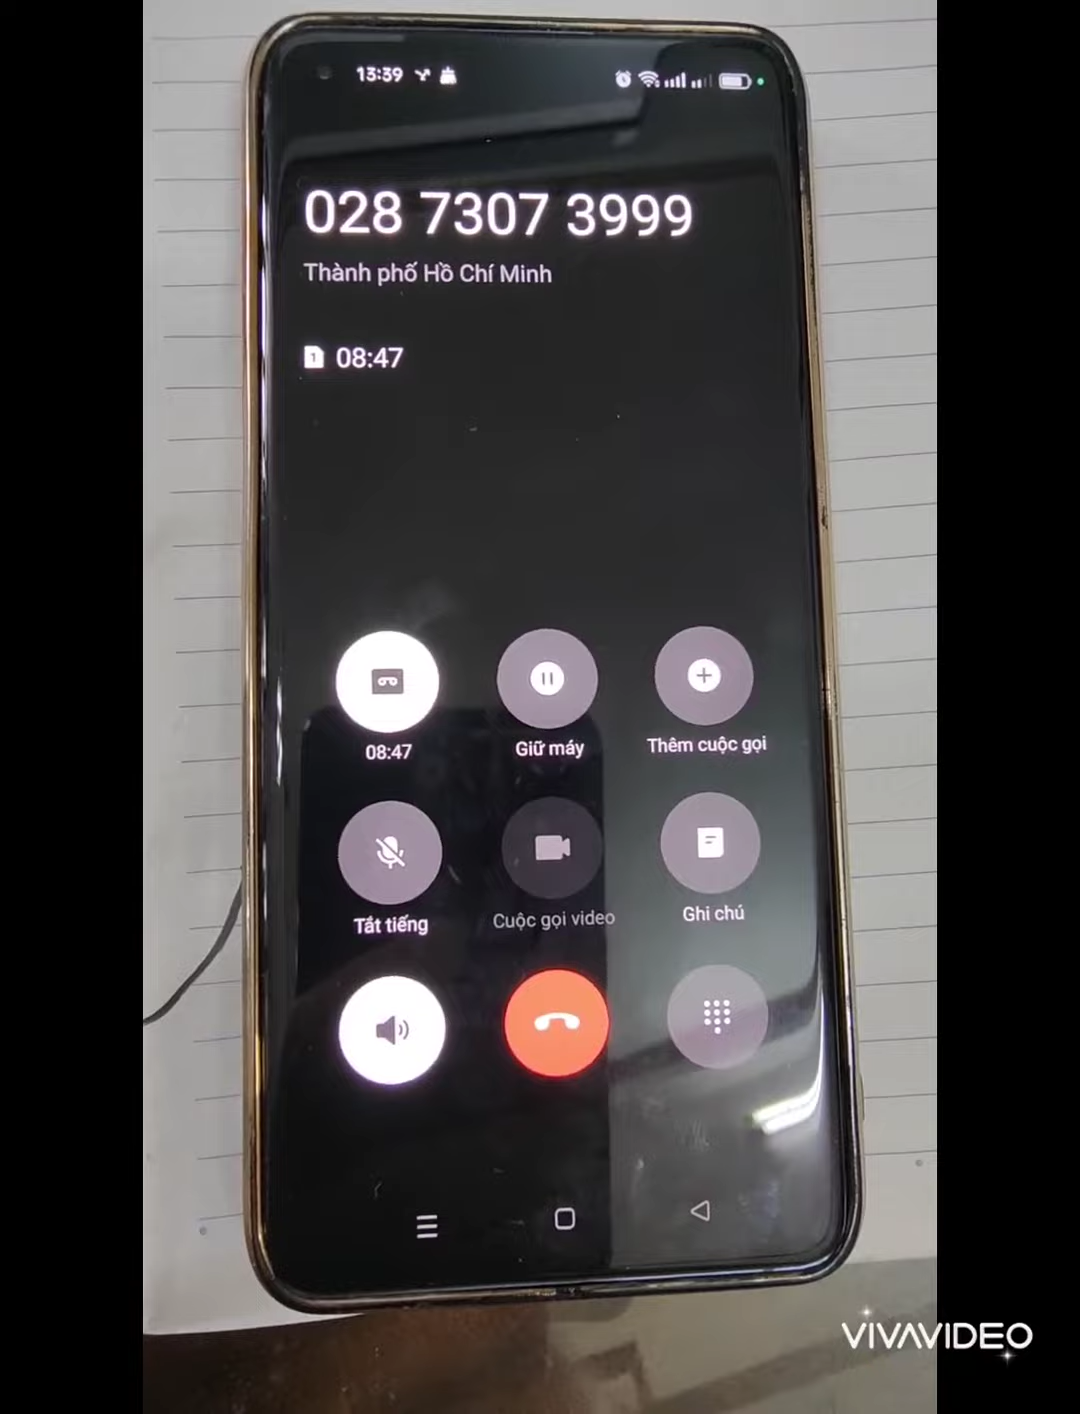 13:39
028 7307 3999
Thành phố Hồ Chí Minh
1 08:47
08:47
Giữ máy
Thêm cuộc gọi
Tắt tiếng
Cuộc gọi video
Ghi chú
VIVAVIDEO